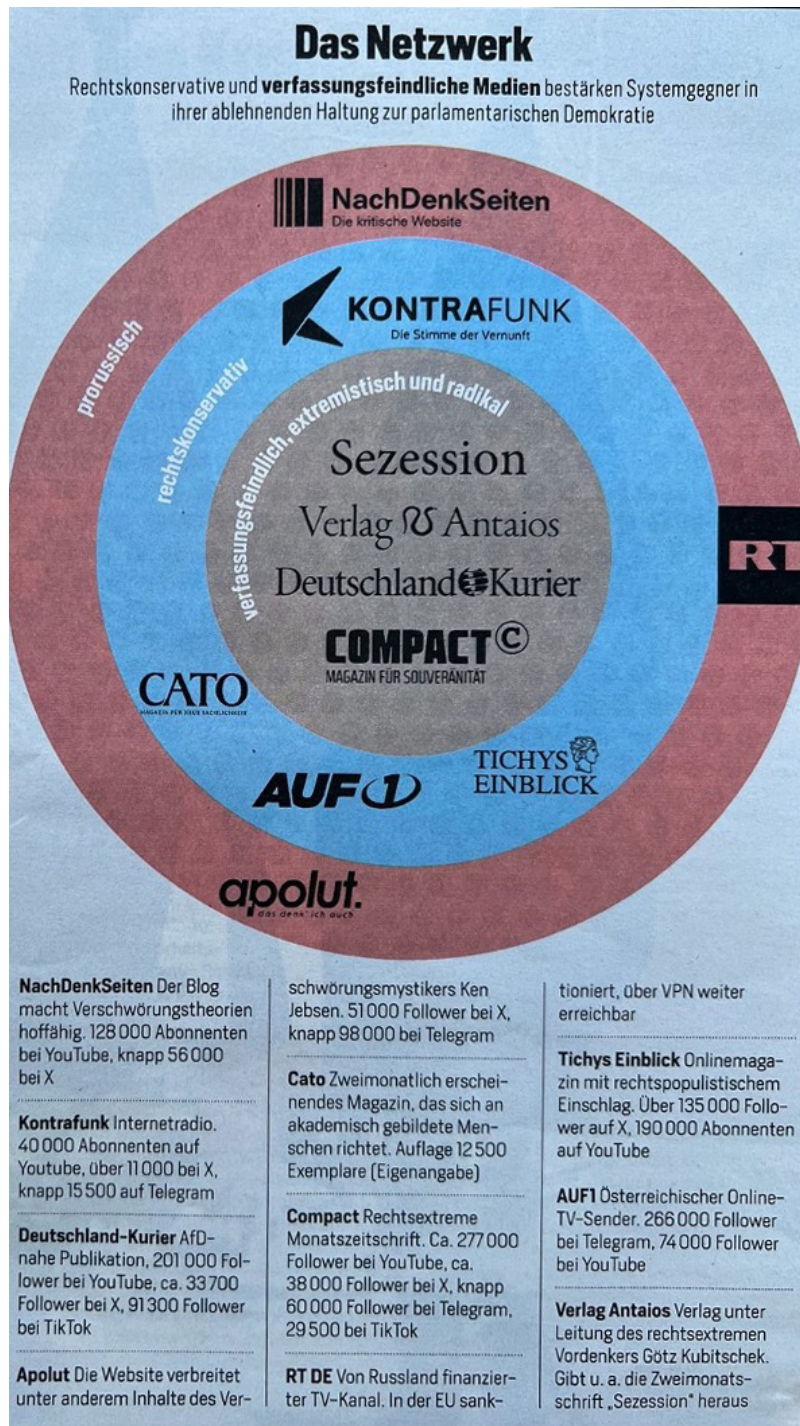 Das Netzwerk
Rechtskonservative und verfassungsfeindliche Medien bestärken Systemgegner in
ihrer ablehnenden Haltung zur parlamentarischen Demokratie
NachDenkSeiten
Die kritische Website
KONTRAFUNK
Die Stimme der Vernunft
prorussisch
rechtskonservativ
verfassungsfeindlich, extremistisch und radikal
Sezession
Verlag Antaios
Deutschland Kurier
COMPACT C
MAGAZIN FÜR SOUVERÄNITÄT
RT
CATO
MAGAZIN FÜR NEUE SACHLICHKEIT
AUF1
TICHYS
EINBLICK
apolut.
das denk' ich auch
NachDenkSeiten Der Blog
macht Verschwörungstheorien
hoffähig. 128 000 Abonnenten
bei YouTube, knapp 56 000
bei X
Kontrafunk Internetradio.
40 000 Abonnenten auf
Youtube, über 11 000 bei X,
knapp 15 500 auf Telegram
Deutschland-Kurier AfD-
nahe Publikation, 201 000 Fol-
lower bei YouTube, ca. 33 700
Follower bei X, 91 300 Follower
bei TikTok
Apolut Die Website verbreitet
unter anderem Inhalte des Ver-
schwörungsmystikers Ken
Jebsen. 51 000 Follower bei X,
knapp 98 000 bei Telegram
Cato Zweimonatlich erschei-
nendes Magazin, das sich an
akademisch gebildete Men-
schen richtet. Auflage 12 500
Exemplare (Eigenangabe)
Compact Rechtsextreme
Monatszeitschrift. Ca. 277 000
Follower bei YouTube, ca.
38 000 Follower bei X, knapp
60 000 Follower bei Telegram,
29 500 bei TikTok
RT DE Von Russland finanzier-
ter TV-Kanal. In der EU sank-
tioniert, über VPN weiter
erreichbar
Tichys Einblick Onlinemaga-
zin mit rechtspopulistischem
Einschlag. Über 135 000 Follo-
wer auf X, 190 000 Abonnenten
auf YouTube
AUF1 Österreichischer Online-
TV-Sender. 266 000 Follower
bei Telegram, 74 000 Follower
bei YouTube
Verlag Antaios Verlag unter
Leitung des rechtsextremen
Vordenkers Götz Kubitschek.
Gibt u. a. die Zweimonats-
schrift „Sezession" heraus